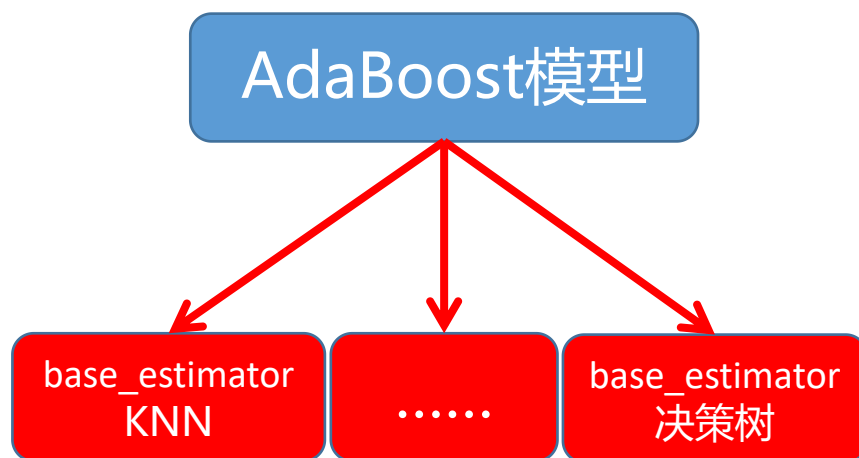 AdaBoost模型
base_estimator
KNN
……
base_estimator
决策树